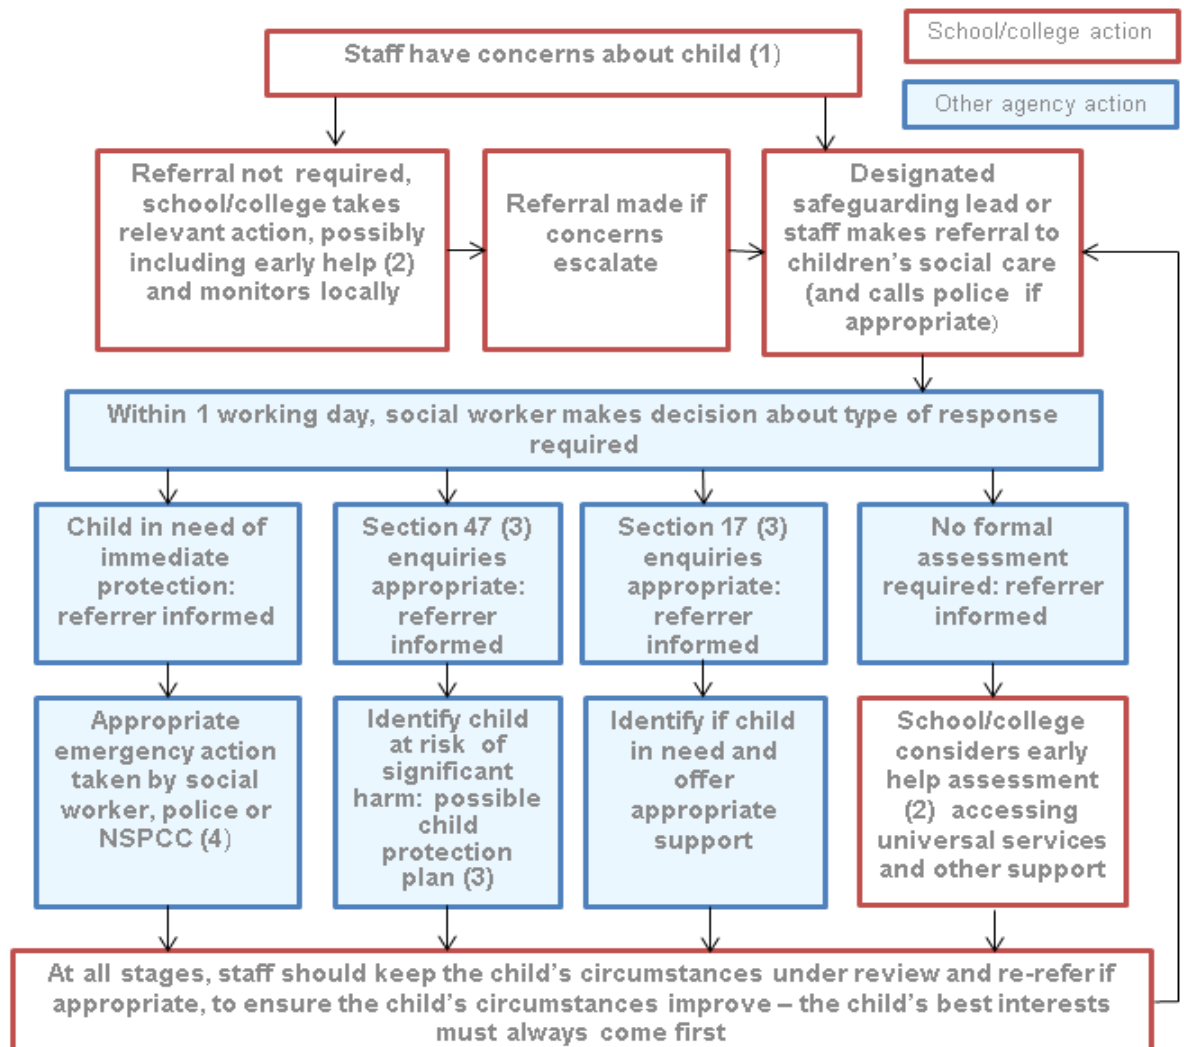 School/college action
Staff have concerns about child (1)
Other agency action
Referral not required,
school/college takes
relevant action, possibly
including early help (2)
and monitors locally
Referral made if
concerns
escalate
Designated
safeguarding lead or
staff makes referral to
children’s social care
(and calls police if
appropriate)
Within 1 working day, social worker makes decision about type of response
required
Child in need of
immediate
protection:
referrer informed
Section 47 (3)
enquiries
appropriate:
referrer
informed
Section 17 (3)
enquiries
appropriate:
referrer
informed
No formal
assessment
required: referrer
informed
Appropriate
emergency action
taken by social
worker, police or
NSPCC (4)
Identify child
at risk of
significant
harm: possible
child
protection
plan (3)
Identify if child
in need and
offer
appropriate
support
School/college
considers early
help assessment
(2) accessing
universal services
and other support
At all stages, staff should keep the child’s circumstances under review and re-refer if
appropriate, to ensure the child’s circumstances improve – the child’s best interests
must always come first